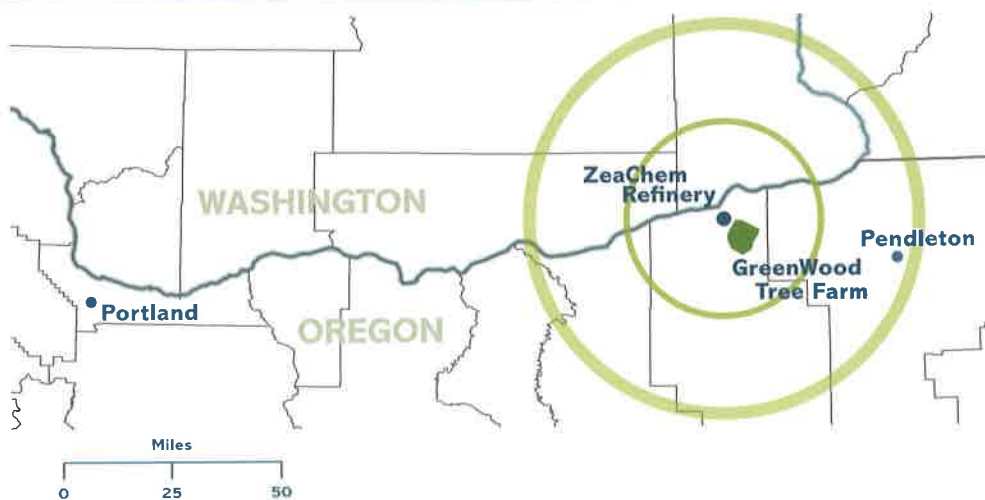 ZeaChem
Refinery
WASHINGTON
Pendleton
GreenWood
Tree Farm
Portland
OREGON
Miles
0 25 50